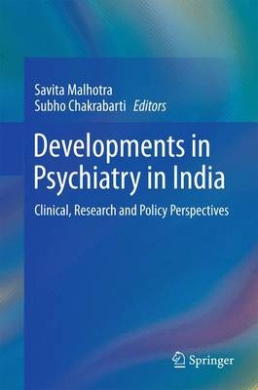 Savita Malhotra
Subho Chakrabarti Editors
Developments in
Psychiatry in India
Clinical, Research and Policy Perspectives
Springer